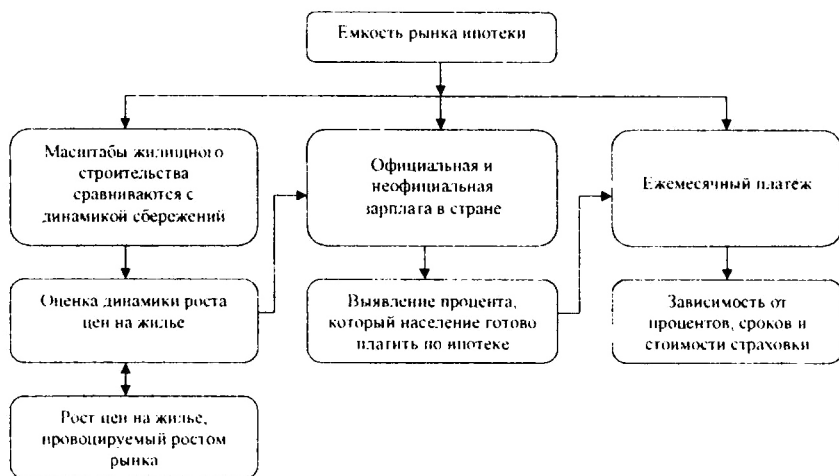 Емкость рынка ипотеки
Масштабы жилищного
строительства
сравниваются с
динамикой сбережений
Официальная и
неофициальная
зарплата в стране
Ежемесячный платеж
Оценка динамики роста
цен на жилье
Выявление процента,
который население готово
платить по ипотеке
Зависимость от
процентов, сроков и
стоимости страховки
Рост цен на жилье,
провоцируемый ростом
рынка